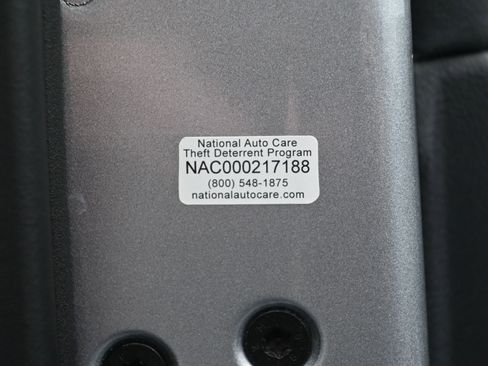 National Auto Care
Theft Deterrent Program
NAC000217188
(800) 548-1875
nationalautocare.com